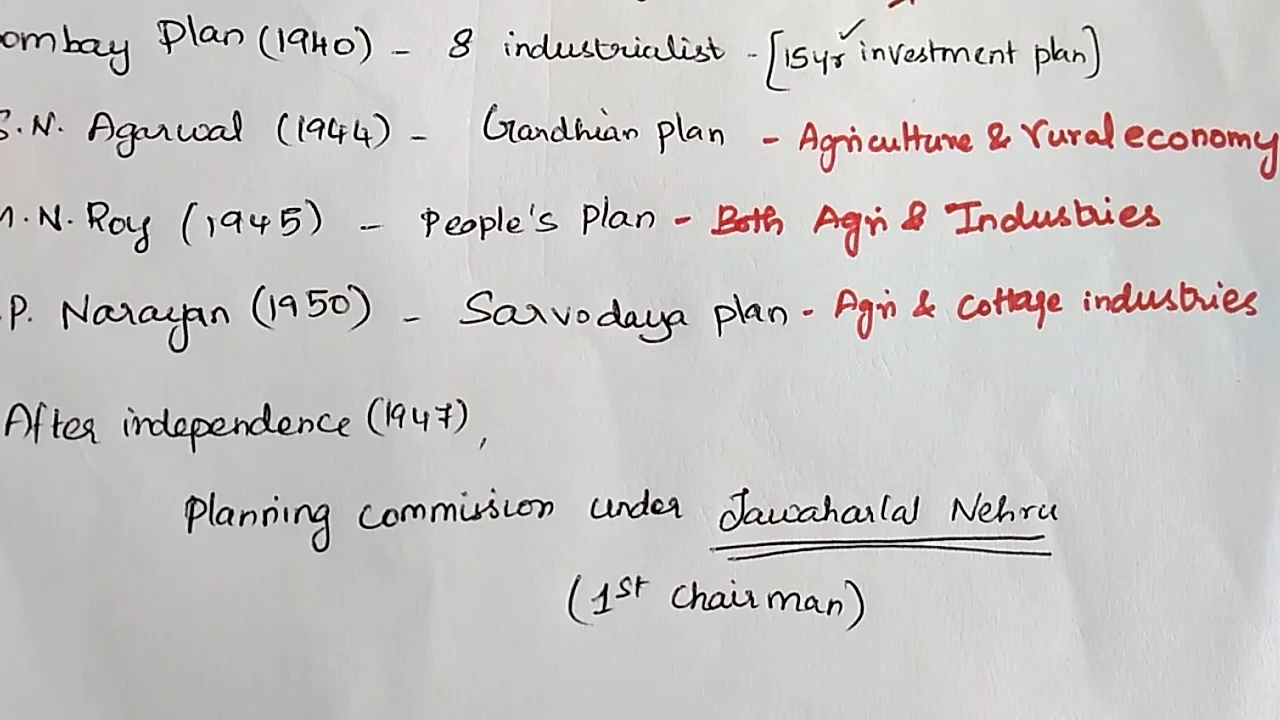 ombay Plan (1940) - 8 industrialist - [15yr ✓ investment plan]
S.N. Agarwal (1944) - Gandhian plan - Agriculture & rural economy
M.N. Roy (1945) - People's plan - Both Agri & Industries
P. Narayan (1950) - Sarvodaya plan - Agri & cottage industries
After independence (1947),
Planning commission under Jawaharlal Nehru
(1st chairman)